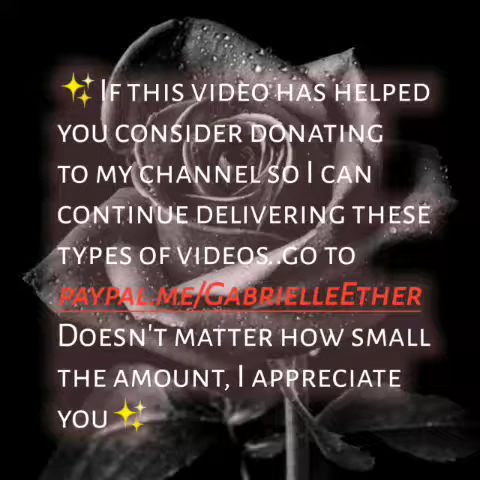 ✨ If this video has helped
you consider donating
to my channel so I can
continue delivering these
types of videos..go to
paypal.me/GabrielleEther
Doesn't matter how small
the amount, I appreciate
you ✨